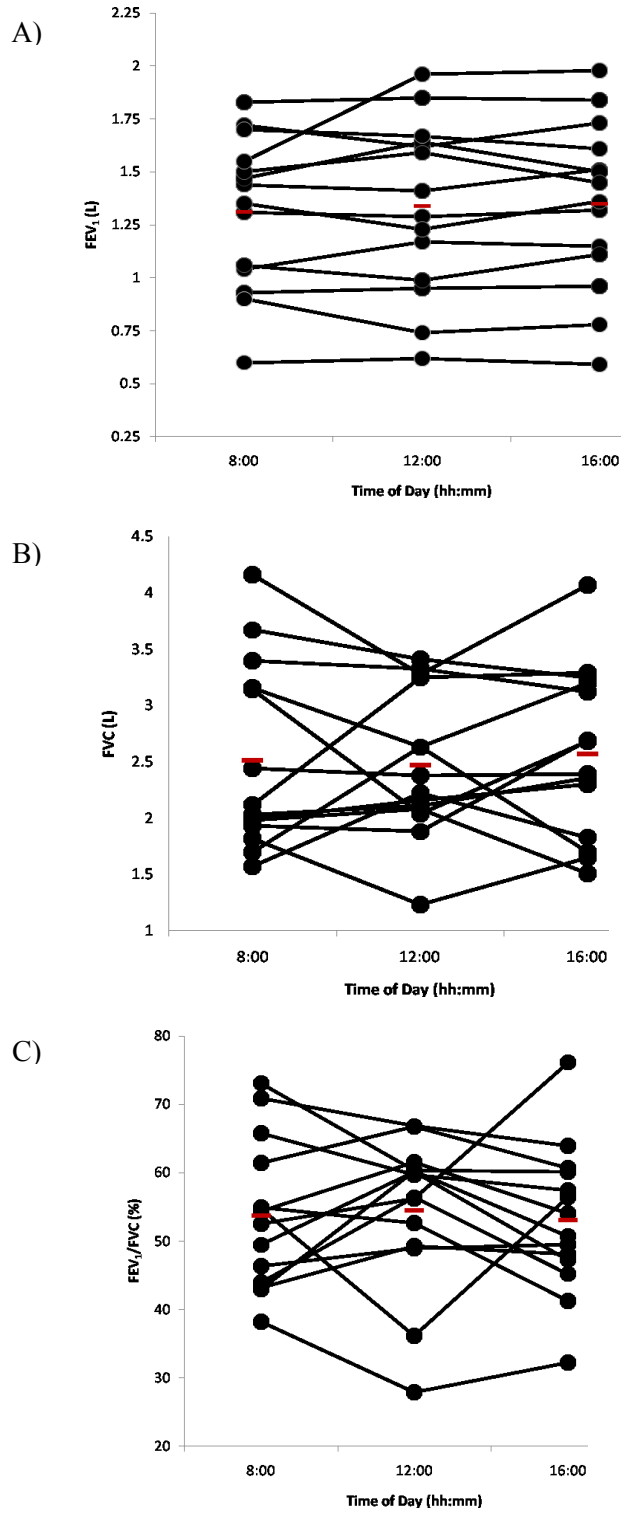 A)
2.25
2
1.75
1.5
1.25
1
0.75
0.5
0.25
FEV1 (L)
8:00 12:00 16:00
Time of Day (hh:mm)
B)
4.5
4
3.5
3
2.5
2
1.5
1
FVC (L)
8:00 12:00 16:00
Time of Day (hh:mm)
C)
80
70
60
50
40
30
20
FEV1/FVC (%)
8:00 12:00 16:00
Time of Day (hh:mm)